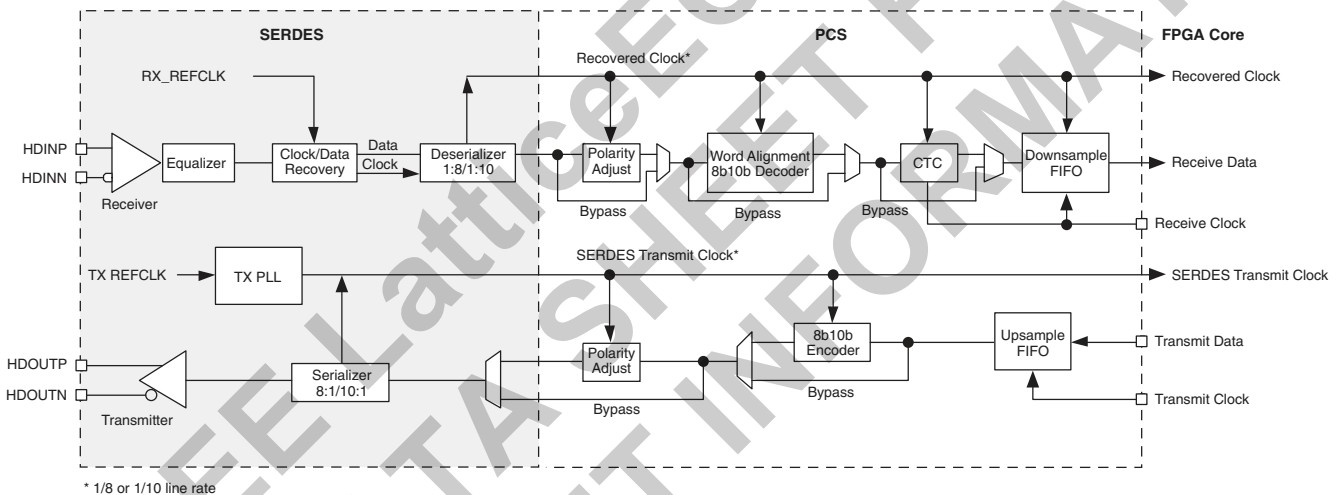 SERDES
PCS
FPGA Core
RX_REFCLK
Recovered Clock*
Recovered Clock
HDINP
HDINN
Receiver
Equalizer
Clock/Data
Recovery
Data
Clock
Deserializer
1:8/1:10
Polarity
Adjust
Bypass
Word Alignment
8b10b Decoder
Bypass
CTC
Bypass
Downsample
FIFO
Receive Data
Receive Clock
TX REFCLK
TX PLL
SERDES Transmit Clock*
SERDES Transmit Clock
HDOUTP
HDOUTN
Transmitter
Serializer
8:1/10:1
Polarity
Adjust
Bypass
8b10b
Encoder
Bypass
Upsample
FIFO
Transmit Data
Transmit Clock
* 1/8 or 1/10 line rate